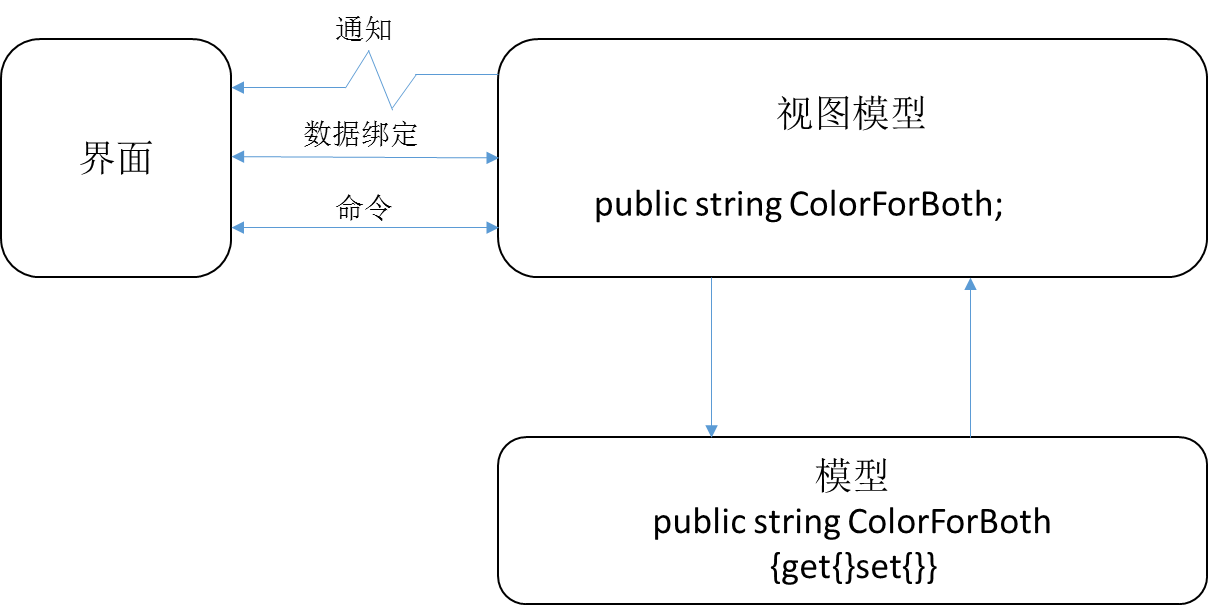 通知
数据绑定
命令
界面
视图模型
public string ColorForBoth;
模型
public string ColorForBoth
{get{}set{}}